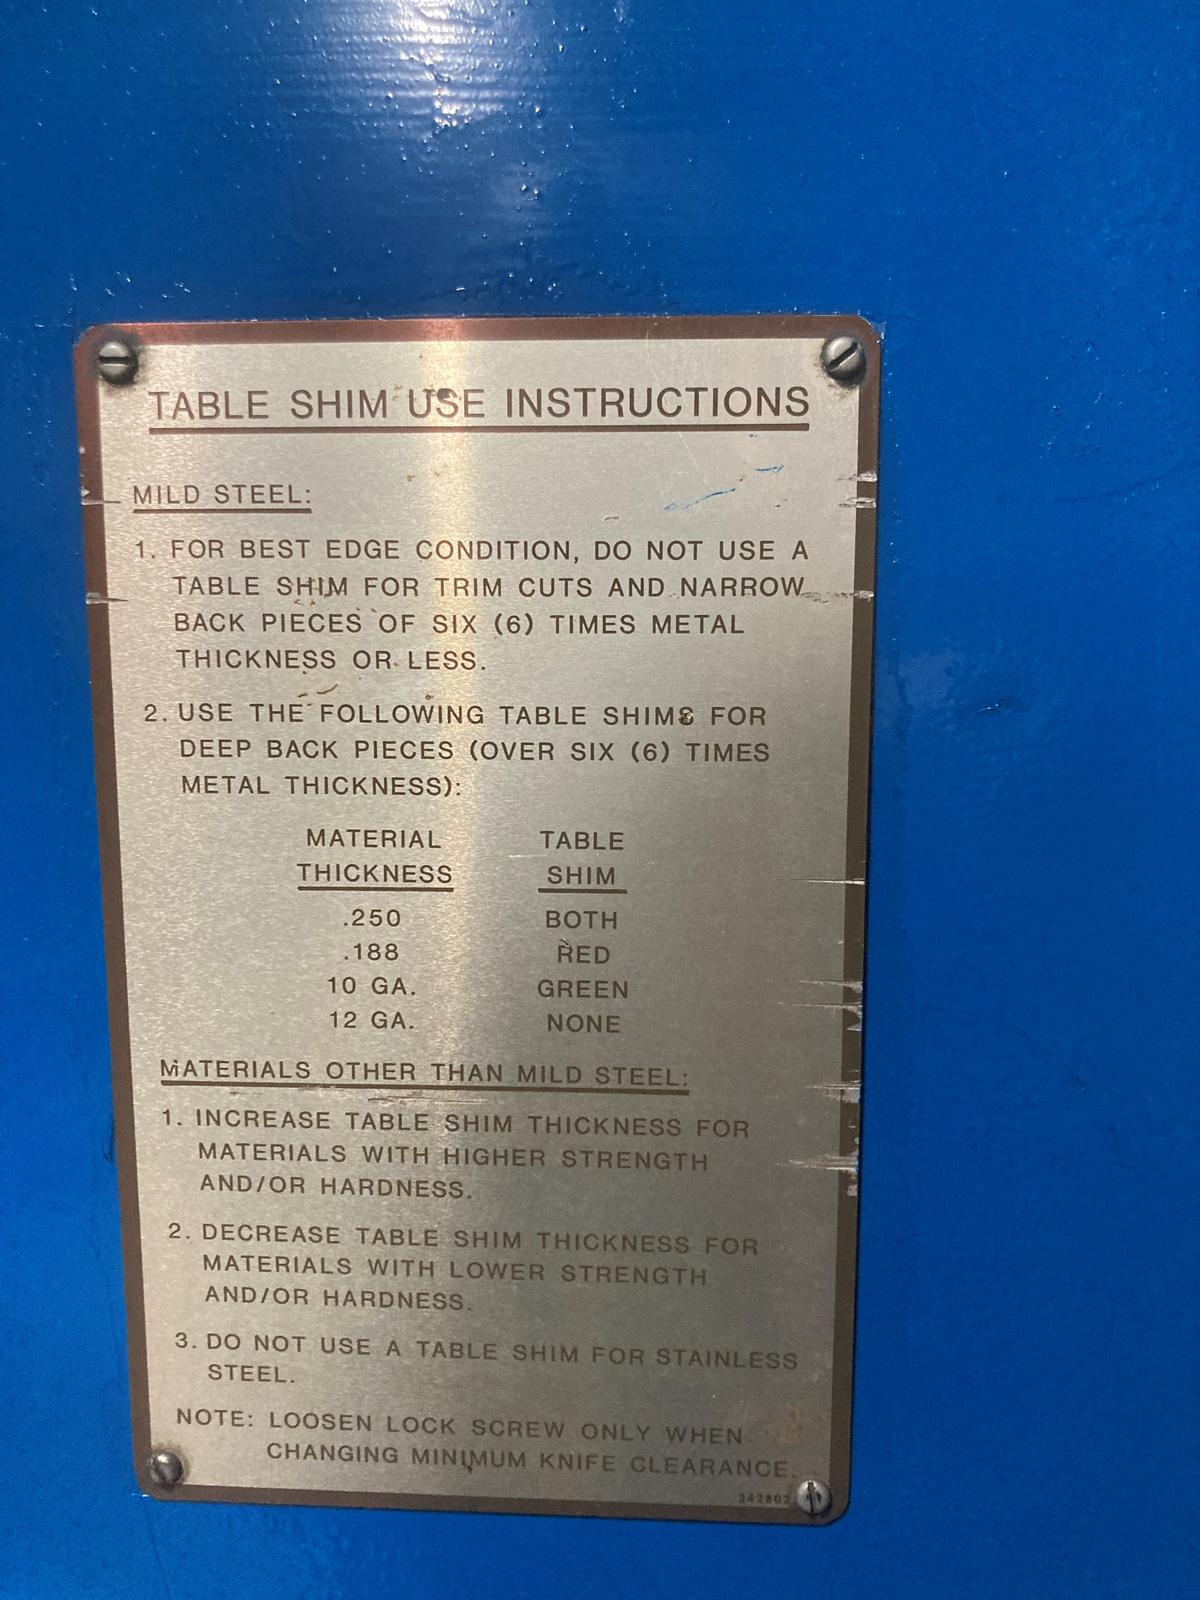 TABLE SHIM USE INSTRUCTIONS
MILD STEEL:
1. FOR BEST EDGE CONDITION, DO NOT USE A
TABLE SHIM FOR TRIM CUTS AND NARROW
BACK PIECES OF SIX (6) TIMES METAL
THICKNESS OR LESS.
2. USE THE FOLLOWING TABLE SHIMS FOR
DEEP BACK PIECES (OVER SIX (6) TIMES
METAL THICKNESS):
MATERIAL TABLE
THICKNESS SHIM
.250 BOTH
.188 RED
10 GA. GREEN
12 GA. NONE
MATERIALS OTHER THAN MILD STEEL:
1. INCREASE TABLE SHIM THICKNESS FOR
MATERIALS WITH HIGHER STRENGTH
AND/OR HARDNESS.
2. DECREASE TABLE SHIM THICKNESS FOR
MATERIALS WITH LOWER STRENGTH
AND/OR HARDNESS.
3. DO NOT USE A TABLE SHIM FOR STAINLESS
STEEL.
NOTE: LOOSEN LOCK SCREW ONLY WHEN
CHANGING MINIMUM KNIFE CLEARANCE.
242802